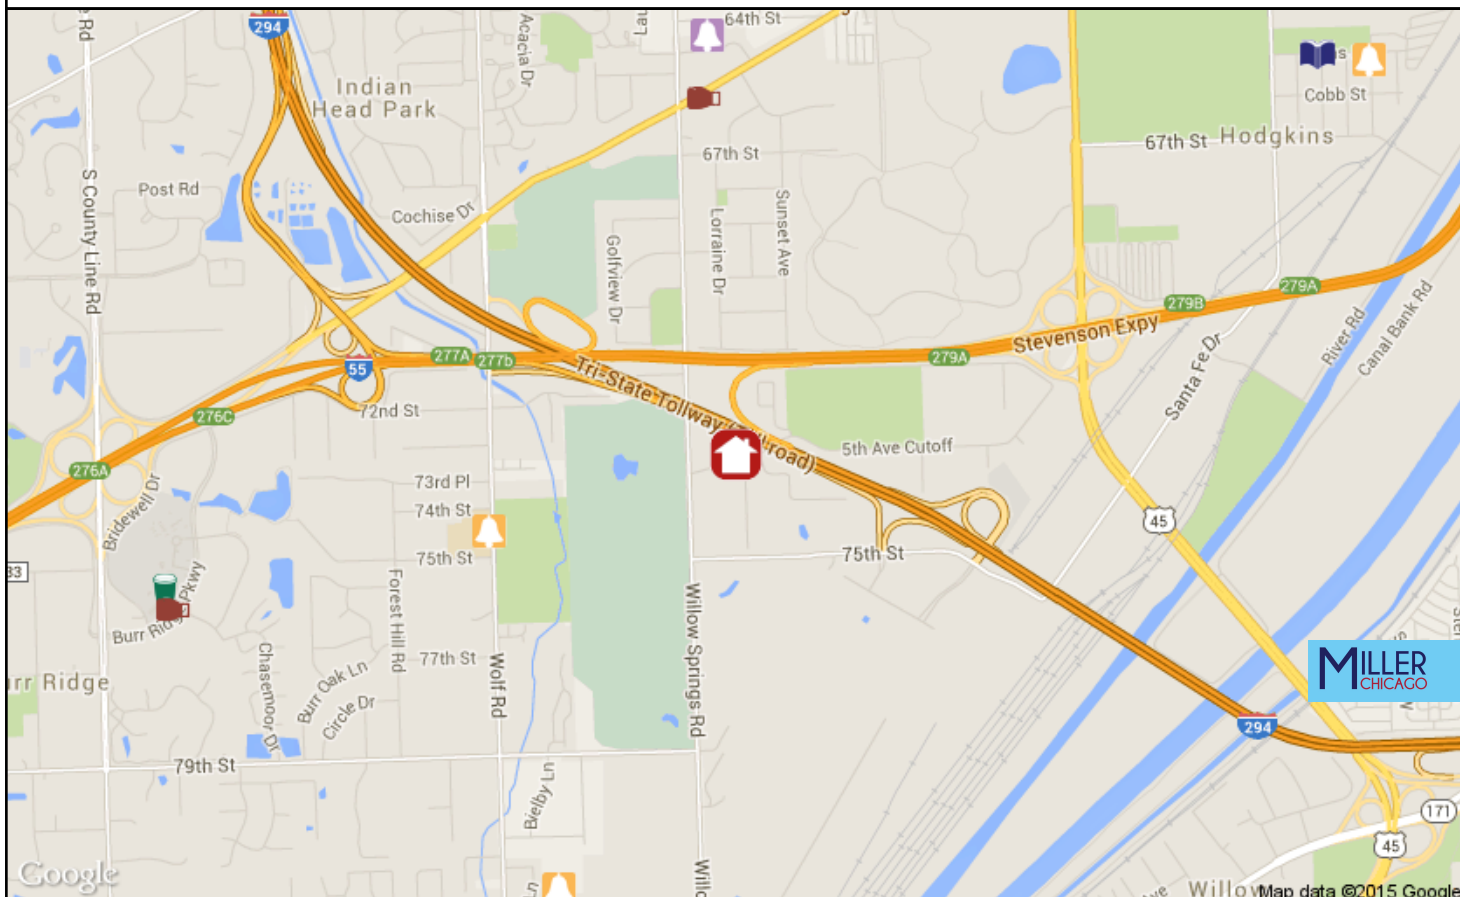 294
64th St
Acacia Dr
Indian
Head Park
Cobb St
67th St
67th St
Hodgkins
Post Rd
S County Line Rd
Cochise Dr
Lorraine Dr
Sunset Ave
Golfview Dr
279A
279B
River Rd
Canal Bank Rd
Stevenson Expy
279A
277A
277b
55
Tri-State Tollway
Santa Fe Dr
72nd St
276C
5th Ave Cutoff
276A
73rd Pl
Bridewell Dr
74th St
45
75th St
75th St
Forest Hill Rd
Pkwy
Burr
Willow Springs Rd
77th St
Wolf Rd
Chasemoor Dr
Burr Oak Ln
Circle Dr
Ridge
MILLER
CHICAGO
294
79th St
Bielby Ln
171
45
Google
Ln
Willow
Map data ©2015 Google